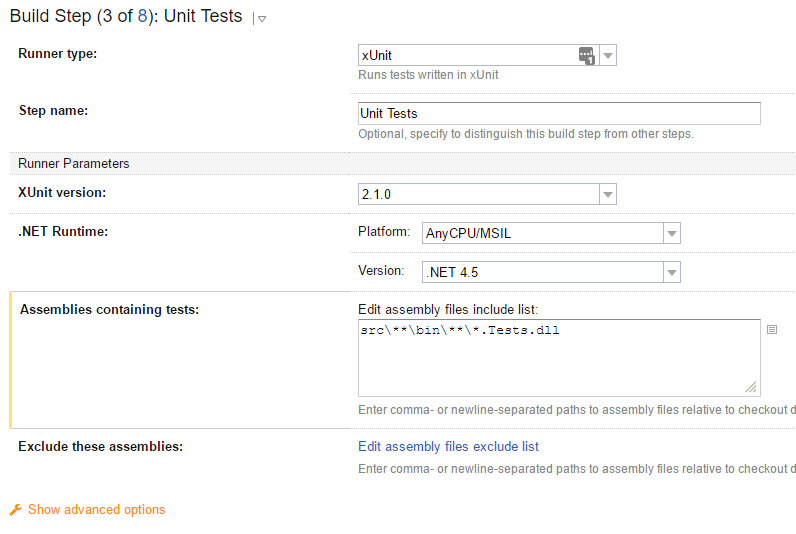 Build Step (3 of 8): Unit Tests
Runner type:
xUnit
1
Runs tests written in xUnit
Step name:
Unit Tests
Optional, specify to distinguish this build step from other steps.
Runner Parameters
XUnit version:
2.1.0
.NET Runtime:
Platform:
AnyCPU/MSIL
Version:
.NET 4.5
Assemblies containing tests:
Edit assembly files include list:
src\**\bin\**\*.Tests.dll
Enter comma- or newline-separated paths to assembly files relative to checkout d
Exclude these assemblies:
Edit assembly files exclude list
Enter comma- or newline-separated paths to assembly files relative to checkout d
Show advanced options